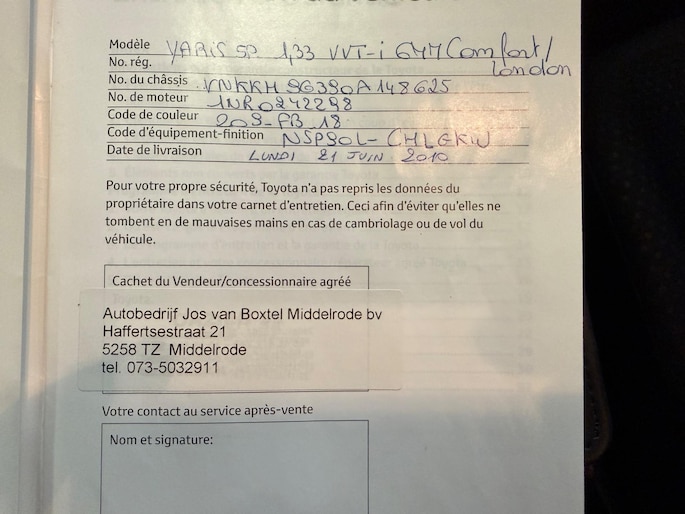 Modèle YARIS 5P 1,33 VVT-i 6MM Comfort/
No. rég. London
No. du châssis VNKKH96390A148625
No. de moteur 1NR0242298
Code de couleur 209-FB 18
Code d'équipement-finition NSP90L-CHLGKW
Date de livraison LUNDI 21 JUIN 2010
Pour votre propre sécurité, Toyota n'a pas repris les données du
propriétaire dans votre carnet d'entretien. Ceci afin d'éviter qu'elles ne
tombent en de mauvaises mains en cas de cambriolage ou de vol du
véhicule.
Cachet du Vendeur/concessionnaire agréé
Autobedrijf Jos van Boxtel Middelrode bv
Haffertsestraat 21
5258 TZ Middelrode
tel. 073-5032911
Votre contact au service après-vente
Nom et signature: